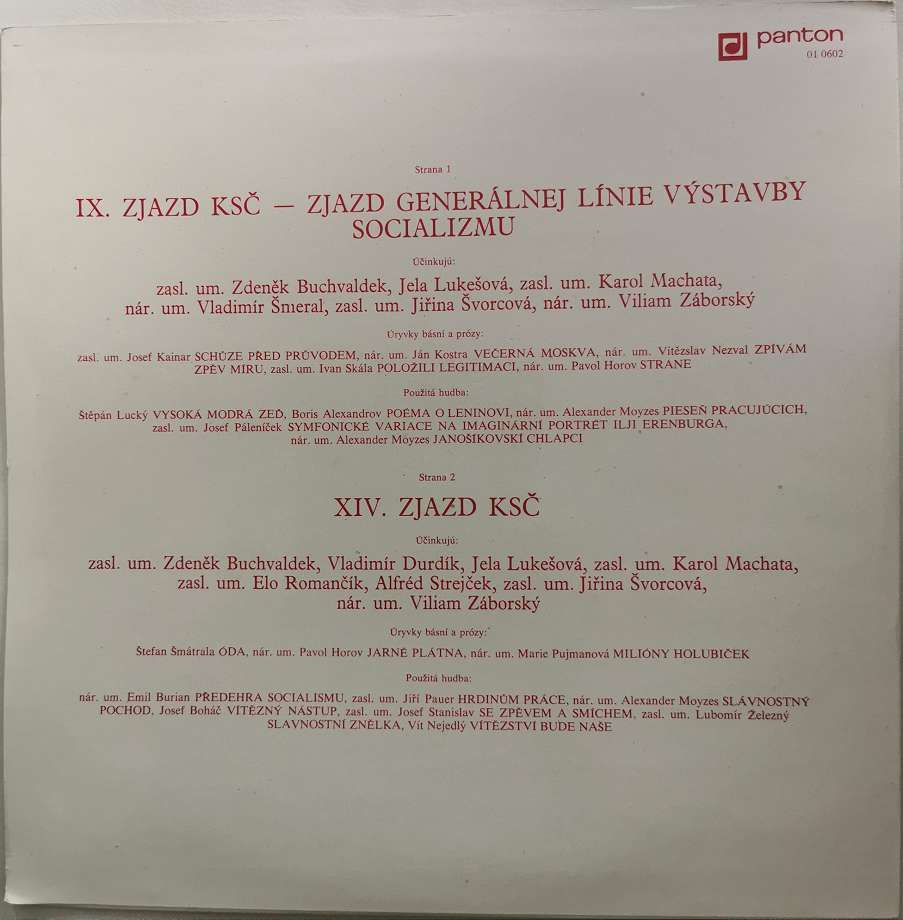 panton
01 0602
Strana 1
IX. ZJAZD KSČ — ZJAZD GENERÁLNEJ LÍNIE VÝSTAVBY
SOCIALIZMU
Účinkujú:
zasl. um. Zdeněk Buchvaldek, Jela Lukešová, zasl. um. Karol Machata,
nár. um. Vladimír Šmeral, zasl. um. Jiřina Švorcová, nár. um. Viliam Záborský
Úryvky básní a prózy:
zasl. um. Josef Kainar SCHŮZE PŘED PRŮVODEM, nár. um. Ján Kostra VEČERNÁ MOSKVA, nár. um. Vítězslav Nezval ZPÍVÁM
ZPĚV MÍRU, zasl. um. Ivan Skála POLOŽILI LEGITIMACI, nár. um. Pavol Horov STRANE
Použitá hudba:
Štěpán Lucký VYSOKÁ MODRÁ ZEĎ, Boris Alexandrov POÉMA O LENINOVI, nár. um. Alexander Moyzes PIESEŇ PRACUJÚCICH,
zasl. um. Josef Páleníček SYMFONICKÉ VARIACE NA IMAGINÁRNÍ PORTRÉT ILJI ERENBURGA,
nár. um. Alexander Moyzes JÁNOŠÍKOVSKÍ CHLAPCI
Strana 2
XIV. ZJAZD KSČ
Účinkujú:
zasl. um. Zdeněk Buchvaldek, Vladimír Durdík, Jela Lukešová, zasl. um. Karol Machata,
zasl. um. Elo Romančík, Alfréd Strejček, zasl. um. Jiřina Švorcová,
nár. um. Viliam Záborský
Úryvky básní a prózy:
Štefan Šmátrala ÓDA, nár. um. Pavol Horov JARNÉ PLÁTNA, nár. um. Marie Pujmanová MILIÓNY HOLUBIČEK
Použitá hudba:
nár. um. Emil Burian PŘEDEHRA SOCIALISMU, zasl. um. Jiří Pauer HRDINŮM PRÁCE, nár. um. Alexander Moyzes SLÁVNOSTNÝ
POCHOD, Josef Boháč VÍTĚZNÝ NÁSTUP, zasl. um. Josef Stanislav SE ZPĚVEM A SMÍCHEM, zasl. um. Lubomír Železný
SLAVNOSTNÍ ZNĚLKA, Vít Nejedlý VÍTĚZSTVÍ BUDE NAŠE